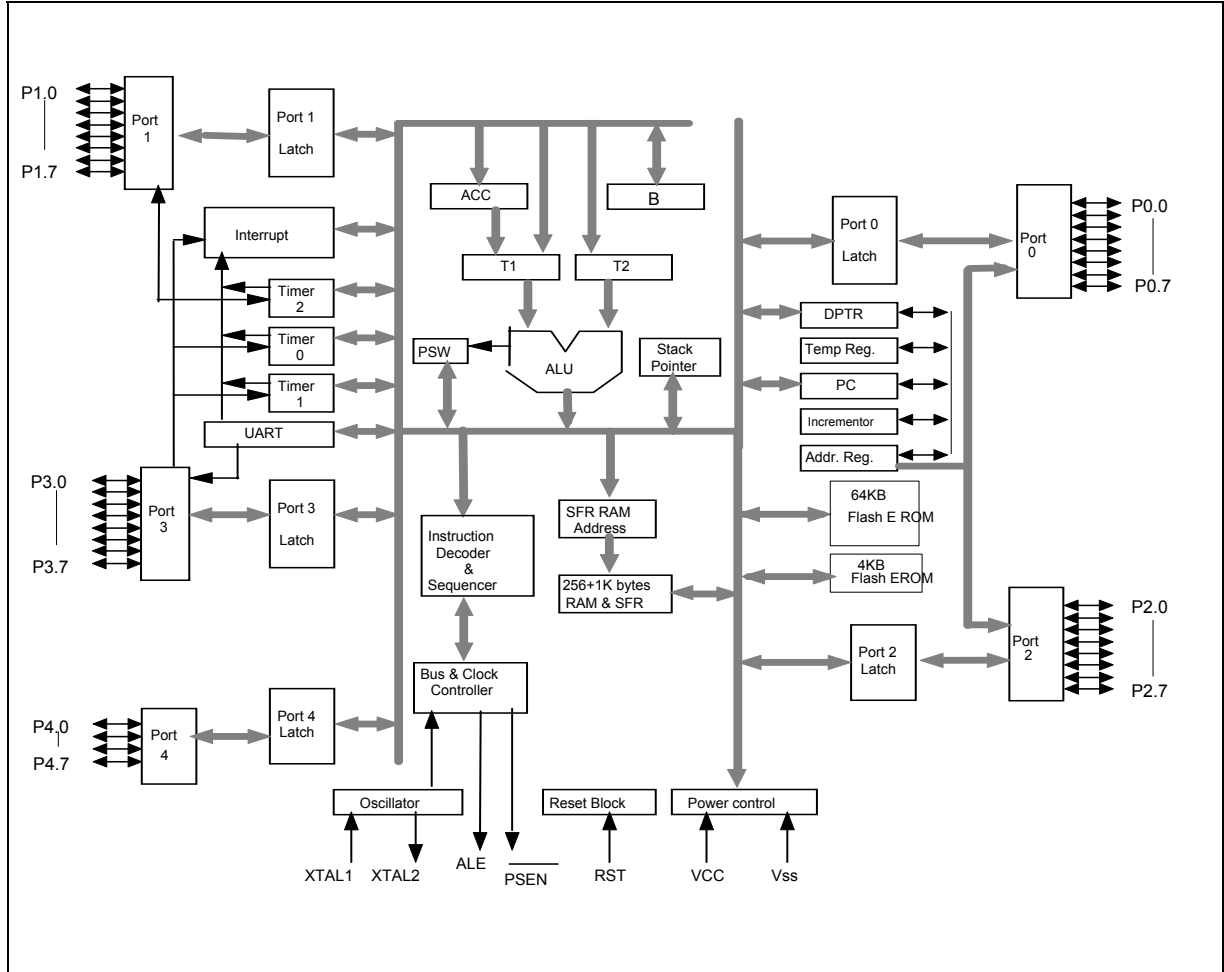 P1.0
P1.7
Port
1
Port 1
Latch
ACC
B
Interrupt
T1
T2
Port 0
Latch
Port
0
P0.0
P0.7
Timer
2
Timer
0
Timer
1
UART
PSW
ALU
Stack
Pointer
DPTR
Temp Reg.
PC
Incrementor
Addr. Reg.
P3.0
P3.7
Port
3
Port 3
Latch
Instruction
Decoder
&
Sequencer
SFR RAM
Address
256+1K bytes
RAM & SFR
64KB
Flash E ROM
4KB
Flash EROM
Port 2
Latch
Port
2
P2.0
P2.7
Bus & Clock
Controller
P4.0
P4.7
Port
4
Port 4
Latch
Oscillator
Reset Block
Power control
XTAL1
XTAL2
ALE
PSEN
RST
VCC
Vss